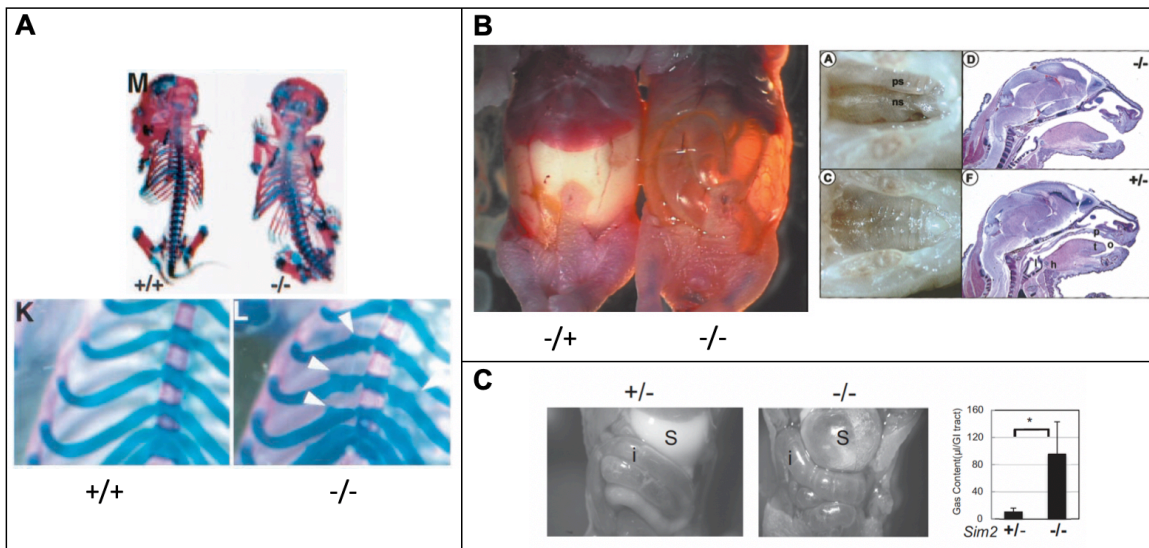 A
M
+/+ -/-
K L
+/+ -/-
B
-/+ -/-
A ps
ns
D -/-
C
F +/-
p
t o
h
C
+/- -/-
S S
i i
*
Gas Content(μl/GI tract)
160
120
80
40
0
Sim2 +/- -/-